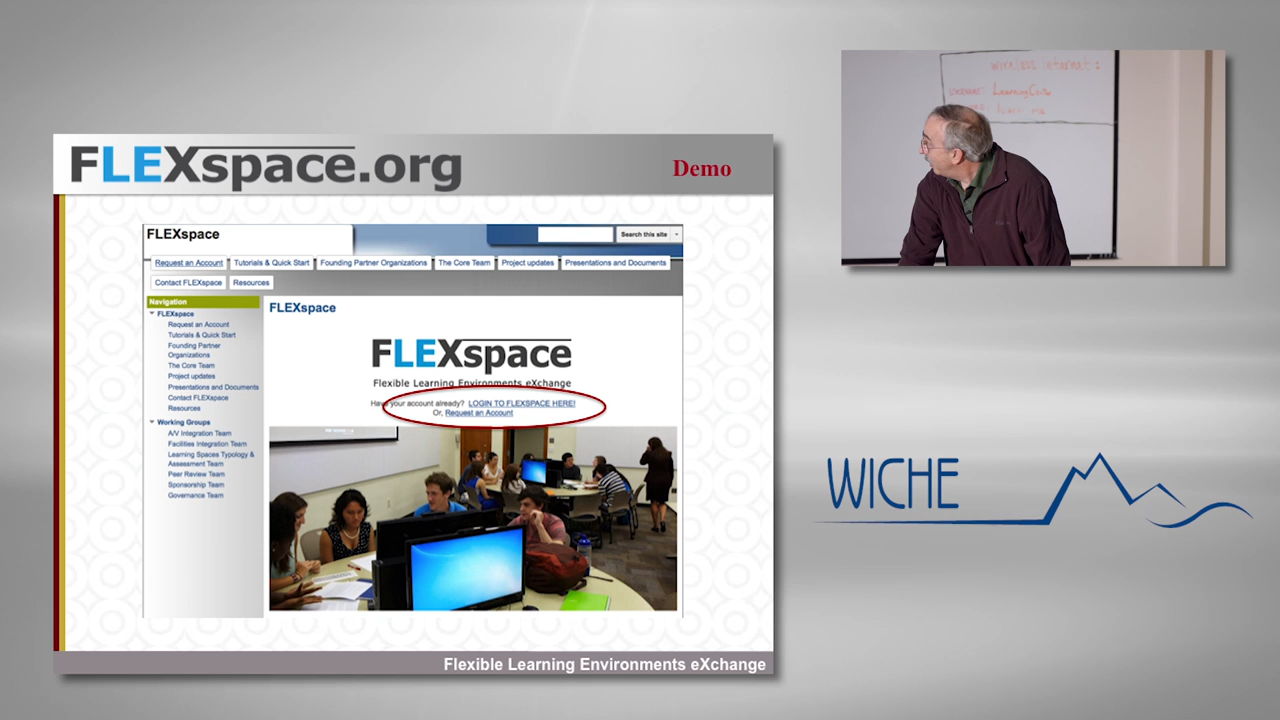 FLEXspace.org
Demo
FLEXspace
Search this site
Request an Account
Tutorials & Quick Start
Founding Partner Organizations
The Core Team
Project updates
Presentations and Documents
Contact FLEXspace
Resources
Navigation
FLEXspace
Request an Account
Tutorials & Quick Start
Founding Partner
Organizations
The Core Team
Project updates
Presentations and Documents
Contact FLEXspace
Resources
Working Groups
A/V Integration Team
Facilities Integration Team
Learning Spaces Typology &
Assessment Team
Peer Review Team
Sponsorship Team
Governance Team
FLEXspace
FLEXspace
Flexible Learning Environments eXchange
Have your account already? LOGIN TO FLEXSPACE HERE!
Or, Request an Account
Flexible Learning Environments eXchange
wireless internet:
WICHE